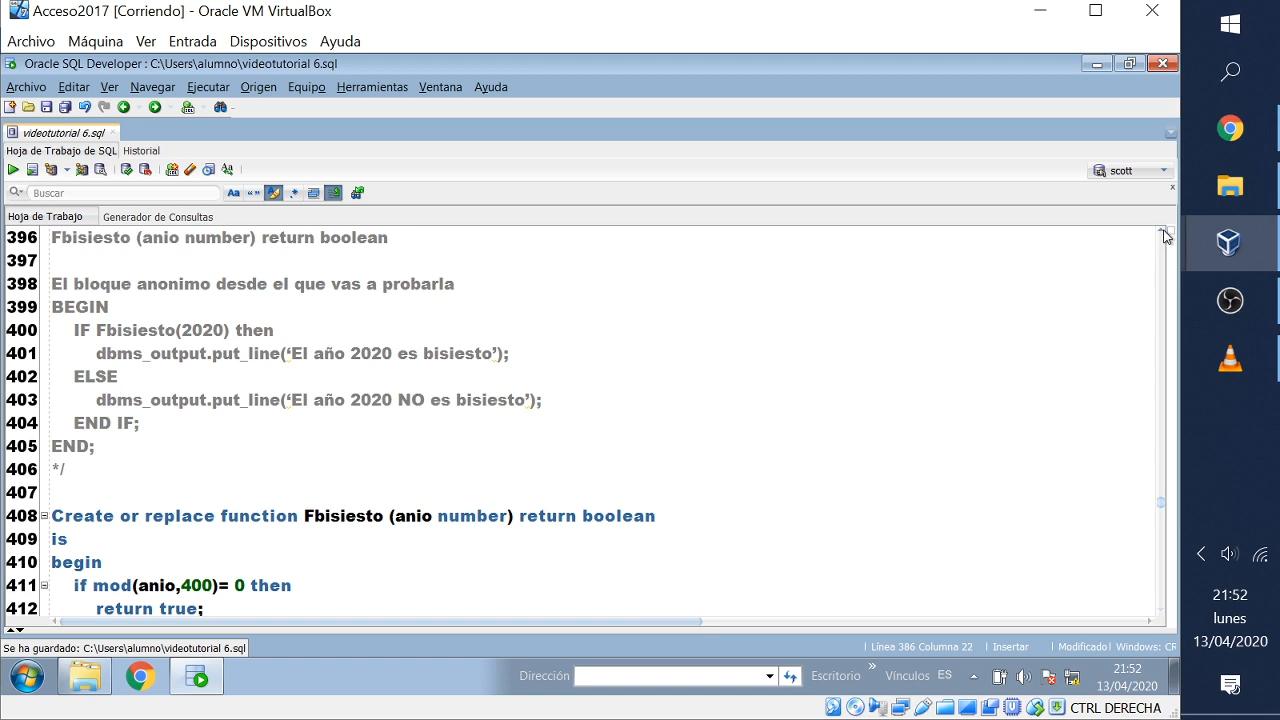 Acceso2017 [Corriendo] - Oracle VM VirtualBox
Archivo Máquina Ver Entrada Dispositivos Ayuda
Oracle SQL Developer : C:\Users\alumno\videotutorial 6.sql
Archivo Editar Ver Navegar Ejecutar Origen Equipo Herramientas Ventana Ayuda
videotutorial 6.sql
Hoja de Trabajo de SQL Historial
scott
Buscar
Hoja de Trabajo Generador de Consultas
396 Fbisiesto (anio number) return boolean
397
398 El bloque anonimo desde el que vas a probarla
399 BEGIN
400 IF Fbisiesto(2020) then
401 dbms_output.put_line(‘El año 2020 es bisiesto’);
402 ELSE
403 dbms_output.put_line(‘El año 2020 NO es bisiesto’);
404 END IF;
405 END;
406 */
407
408 Create or replace function Fbisiesto (anio number) return boolean
409 is
410 begin
411 if mod(anio,400)= 0 then
412 return true;
Se ha guardado: C:\Users\alumno\videotutorial 6.sql
Línea 386 Columna 22 Insertar Modificado Windows: CR
Dirección Escritorio » Vínculos ES
21:52
13/04/2020
CTRL DERECHA
21:52
lunes
13/04/2020